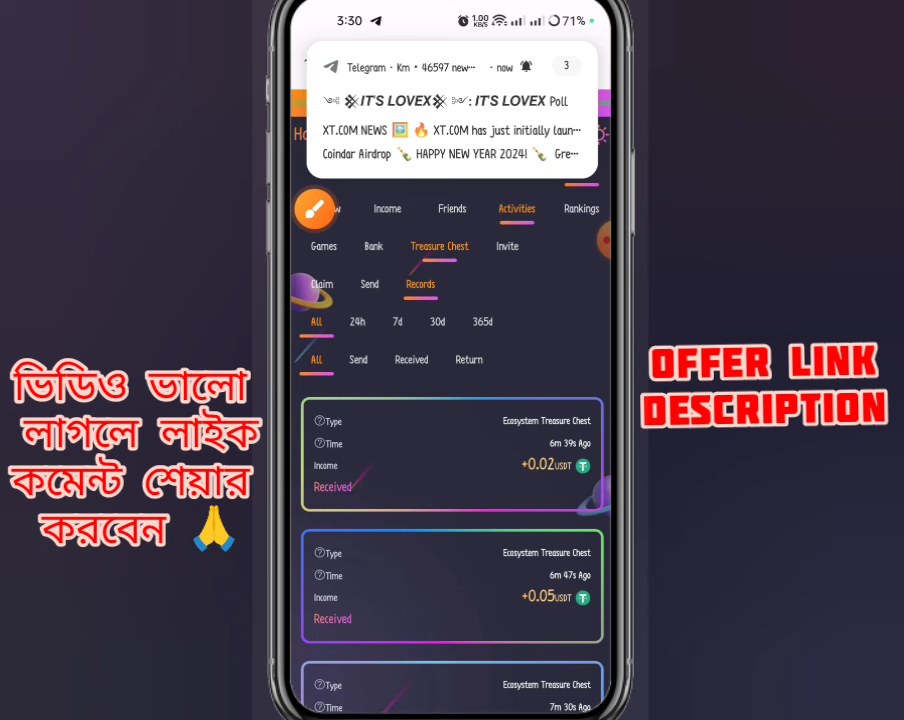 3:30
1.00 KB/S
71%
Telegram · Km • 46597 new··· · now
3
IT'S LOVEX : IT'S LOVEX Poll
XT.COM NEWS 🖼️ 🔥 XT.COM has just initially laun···
Coindar Airdrop 🍾 HAPPY NEW YEAR 2024! 🍾 Gre···
Income Friends Activities Rankings
Games Bank Treasure Chest Invite
Claim Send Records
All 24h 7d 30d 365d
All Send Received Return
Type Ecosystem Treasure Chest
Time 6m 39s Ago
Income +0.02USDT
Received
Type Ecosystem Treasure Chest
Time 6m 47s Ago
Income +0.05USDT
Received
Type Ecosystem Treasure Chest
Time 7m 30s Ago
ভিডিও ভালো
লাগলে লাইক
কমেন্ট শেয়ার
করবেন 🙏
OFFER LINK
DESCRIPTION